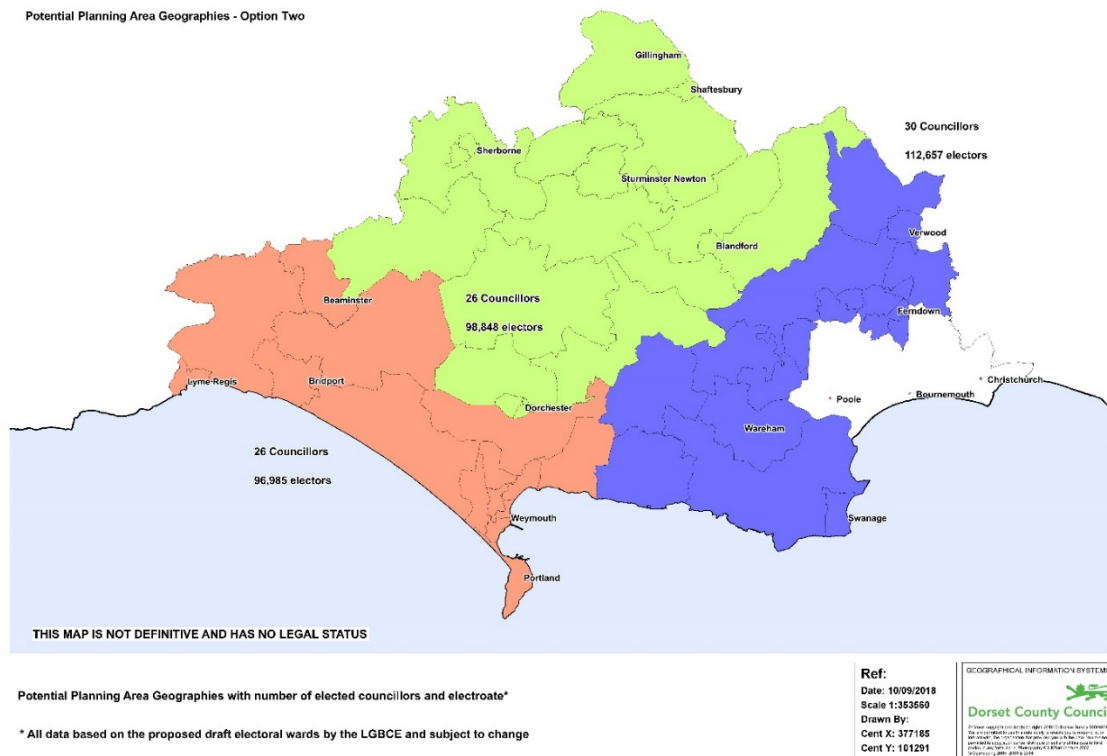 Potential Planning Area Geographies - Option Two
Gillingham
Shaftesbury
30 Councillors
112,657 electors
Sherborne
Sturminster Newton
Verwood
Blandford
Beaminster
26 Councillors
98,848 electors
Ferndown
Lyme Regis
Bridport
Christchurch
Poole
Bournemouth
Dorchester
Wareham
26 Councillors
96,985 electors
Weymouth
Swanage
Portland
THIS MAP IS NOT DEFINITIVE AND HAS NO LEGAL STATUS
Potential Planning Area Geographies with number of elected councillors and electroate*
* All data based on the proposed draft electoral wards by the LGBCE and subject to change
Ref:
Date: 10/09/2018
Scale 1:353560
Drawn By:
Cent X: 377185
Cent Y: 101291
GEOGRAPHICAL INFORMATION SYSTEMS
Dorset County Counci